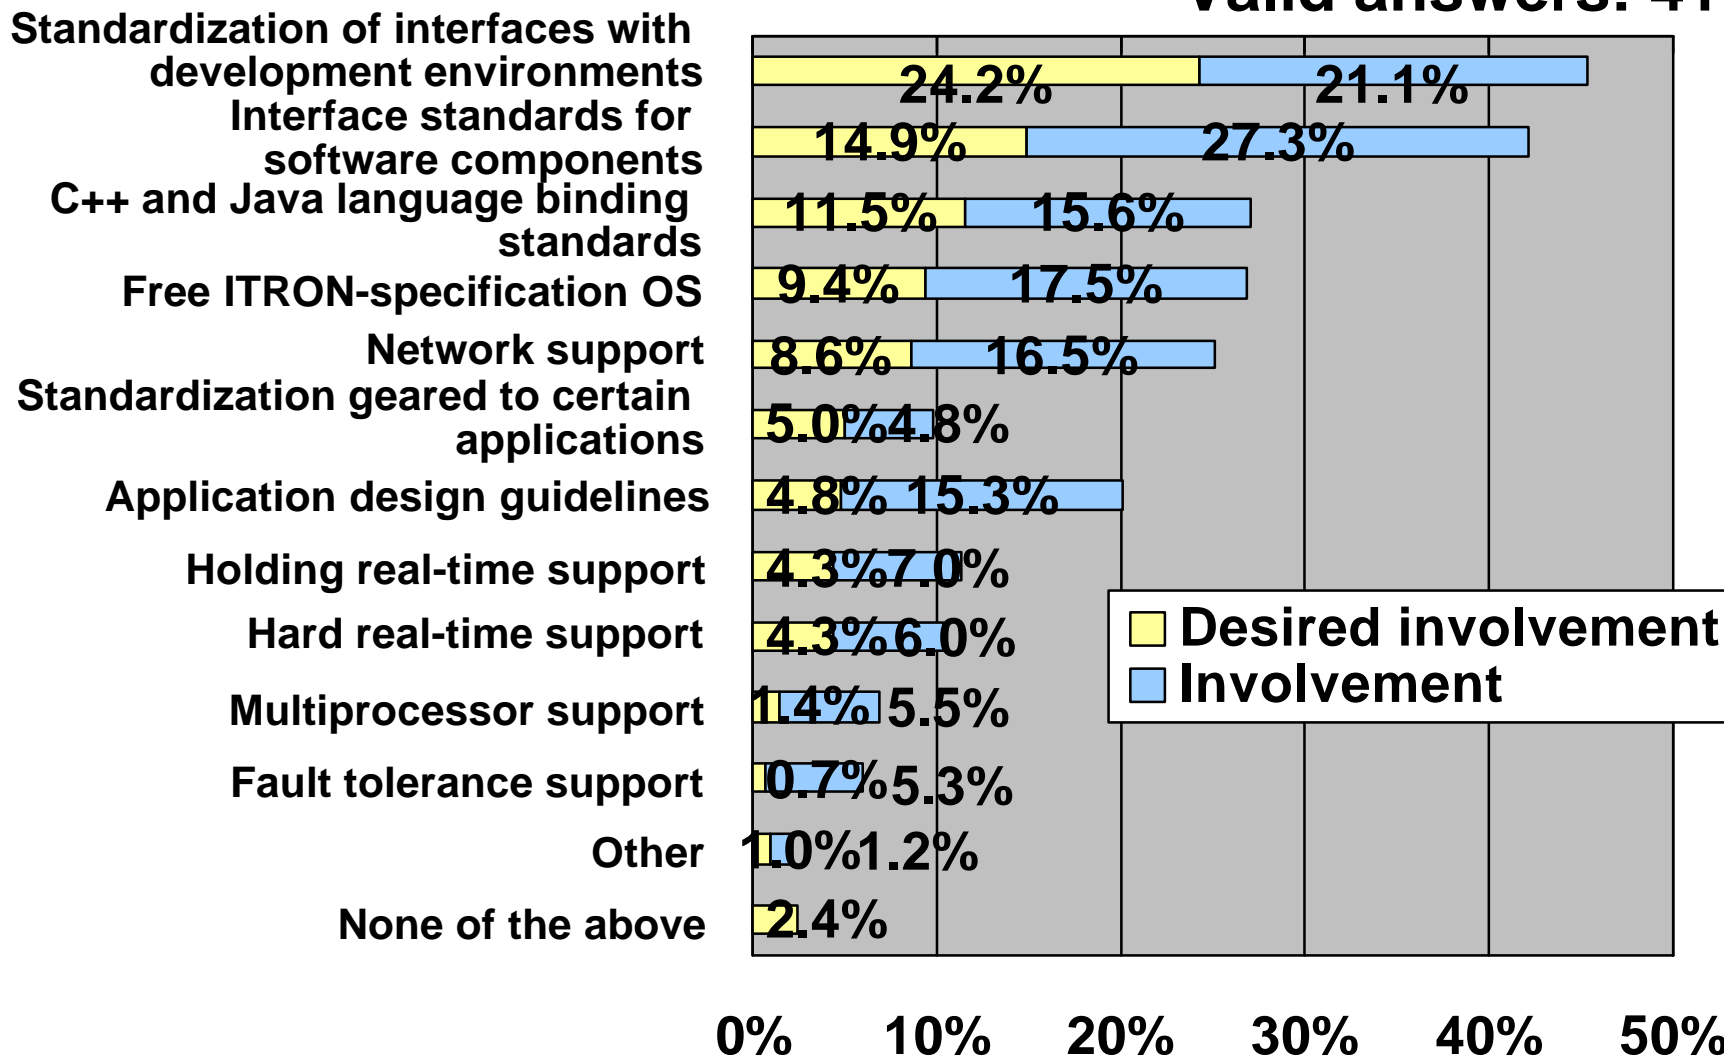 Valid answers: 41
Standardization of interfaces with
development environments
24.2% 21.1%
Interface standards for
software components
14.9% 27.3%
C++ and Java language binding
standards
11.5% 15.6%
Free ITRON-specification OS
9.4% 17.5%
Network support
8.6% 16.5%
Standardization geared to certain
applications
5.0% 4.8%
Application design guidelines
4.8% 15.3%
Holding real-time support
4.3% 7.0%
Hard real-time support
4.3% 6.0%
Multiprocessor support
1.4% 5.5%
Fault tolerance support
0.7% 5.3%
Other
1.0% 1.2%
None of the above
2.4%
Desired involvement
Involvement
0% 10% 20% 30% 40% 50%